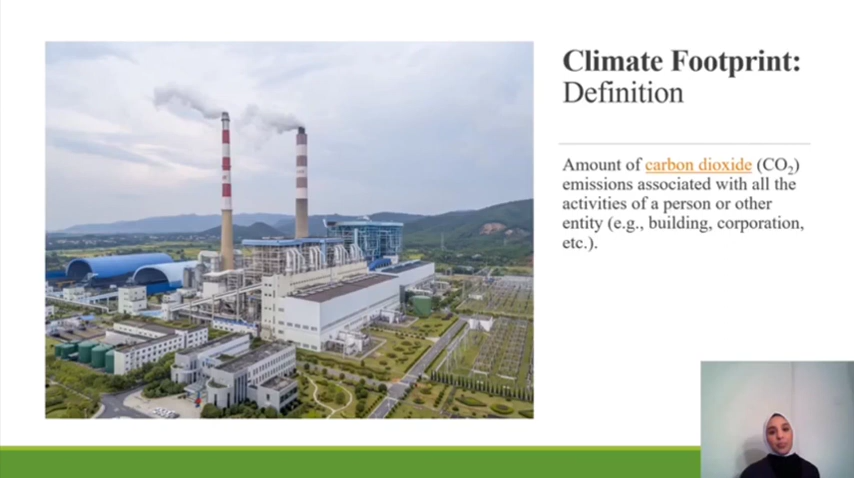 Climate Footprint:
Definition
Amount of carbon dioxide (CO₂)
emissions associated with all the
activities of a person or other
entity (e.g., building, corporation,
etc.).